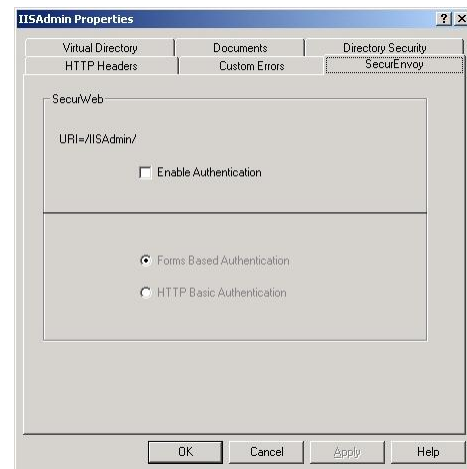 IISAdmin Properties
? X
Virtual Directory Documents Directory Security
HTTP Headers Custom Errors SecurEnvoy
SecurWeb
URI=/IISAdmin/
Enable Authentication
Forms Based Authentication
HTTP Basic Authentication
OK Cancel Apply Help